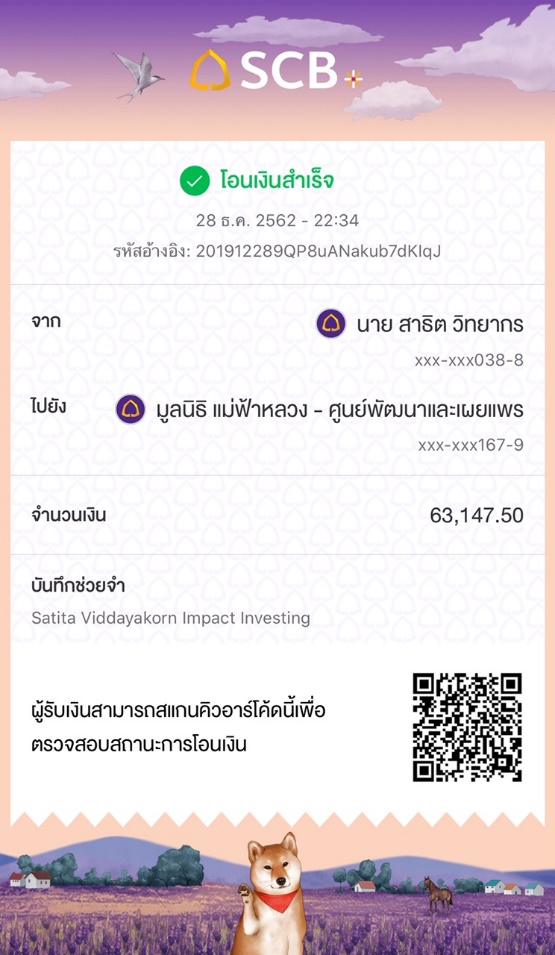 SCB
โอนเงินสำเร็จ
28 ธ.ค. 2562 - 22:34
รหัสอ้างอิง: 201912289QP8uANakub7dKIqJ
จาก
นาย สาธิต วิทยากร
xxx-xxx038-8
ไปยัง
มูลนิธิ แม่ฟ้าหลวง - ศูนย์พัฒนาและเผยแพร
xxx-xxx167-9
จำนวนเงิน
63,147.50
บันทึกช่วยจำ
Satita Viddayakorn Impact Investing
ผู้รับเงินสามารถสแกนคิวอาร์โค้ดนี้เพื่อ
ตรวจสอบสถานะการโอนเงิน